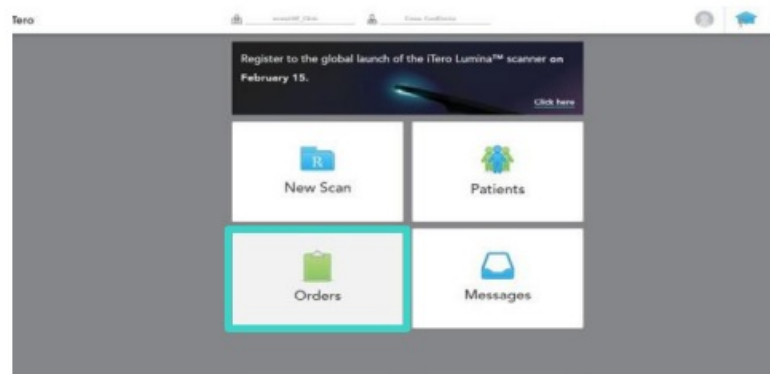 Tero
Register to the global launch of the iTero Lumina™ scanner on
February 15.
Click here
R
New Scan
Patients
Orders
Messages